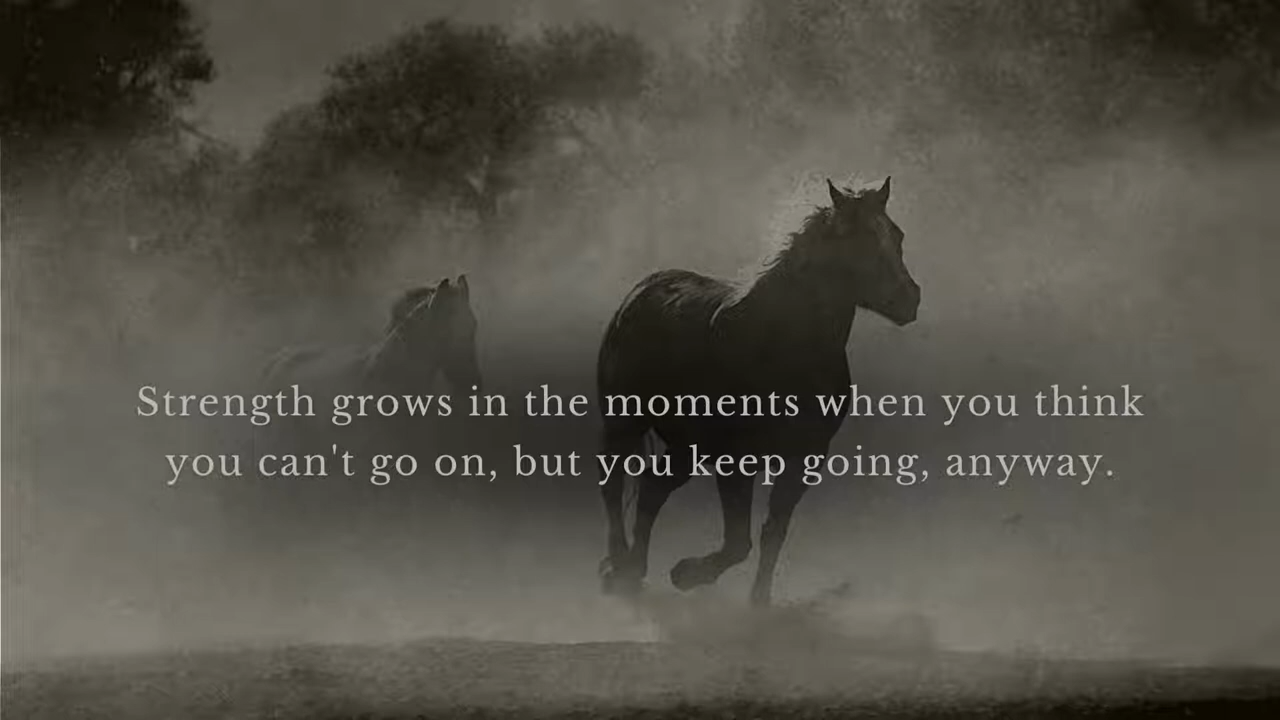 Strength grows in the moments when you think
you can't go on, but you keep going, anyway.